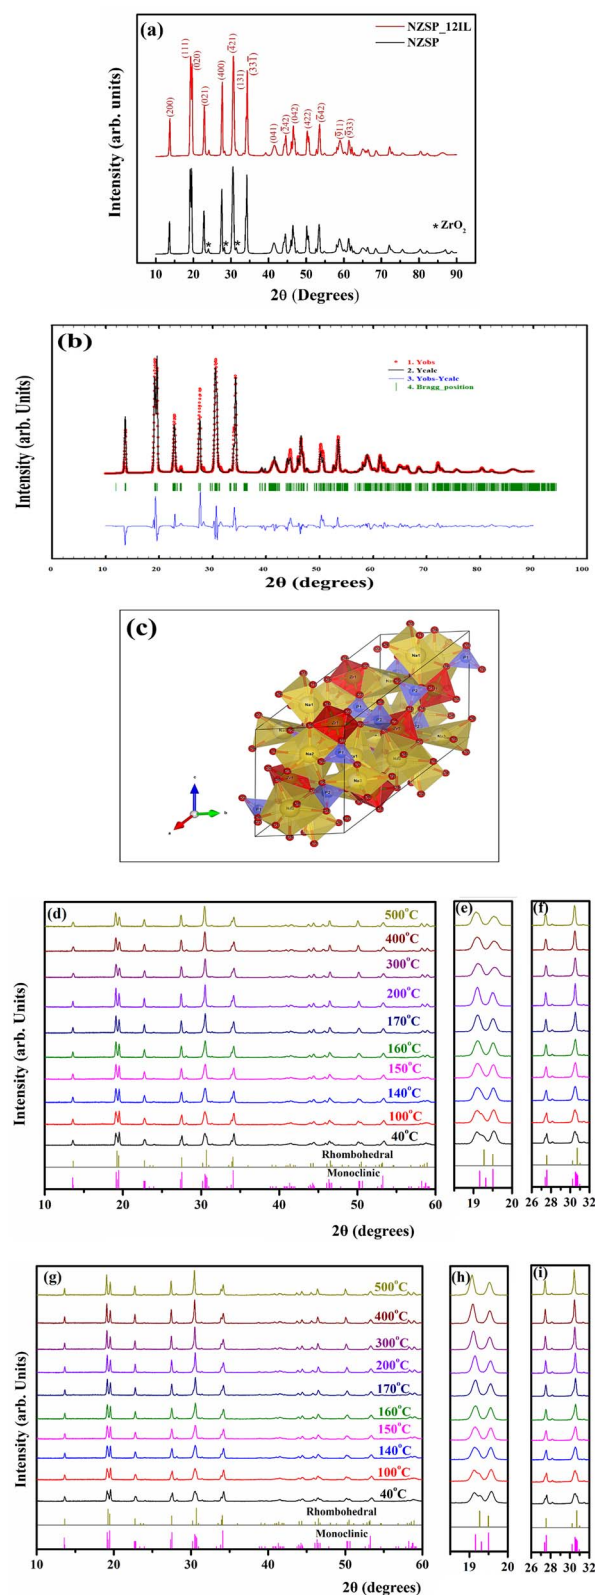 (a)
NZSP_12IL
NZSP
(200)
(111)
(020)
(021)
(400)
(4̄21)
(131)
(331̄)
(041)
(2̄42)
(042)
(422)
(6̄42)
(9̄11)
(9̄33)
* * *
* ZrO₂
Intensity (arb. units)
10 20 30 40 50 60 70 80 90
2θ (Degrees)
(b)
1. Yobs
2. Ycalc
3. Yobs-Ycalc
4. Bragg_position
Intensity (arb. Units)
0 10 20 30 40 50 60 70 80 90 100
2θ (degrees)
(c)
Na1
P1
c
b
a
(d) (e) (f)
500°C
400°C
300°C
200°C
170°C
160°C
150°C
140°C
100°C
40°C
Rhombohedral
Monoclinic
Intensity (arb. Units)
10 20 30 40 50 60 19 20 26 28 30 32
2θ (degrees)
(g) (h) (i)
500°C
400°C
300°C
200°C
170°C
160°C
150°C
140°C
100°C
40°C
Rhombohedral
Monoclinic
Intensity (arb. Units)
10 20 30 40 50 60 19 20 26 28 30 32
2θ (degrees)